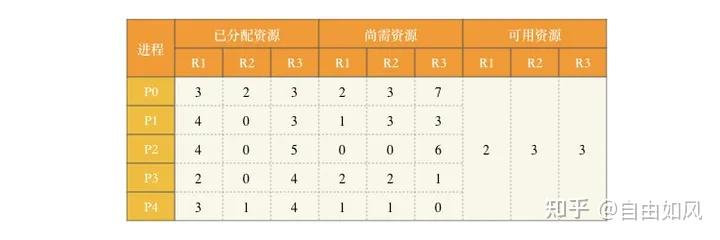 进程 已分配资源 尚需资源 可用资源
R1 R2 R3 R1 R2 R3 R1 R2 R3
P0 3 2 3 2 3 7
P1 4 0 3 1 3 3
P2 4 0 5 0 0 6 2 3 3
P3 2 0 4 2 2 1
P4 3 1 4 1 1 0
知乎 @自由如风